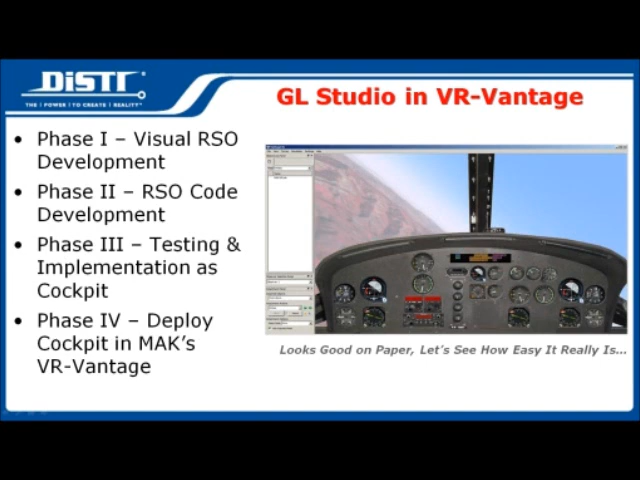 DiSTI
THE | POWER | TO CREATE | REALITY®
GL Studio in VR-Vantage
• Phase I – Visual RSO
Development
• Phase II – RSO Code
Development
• Phase III – Testing &
Implementation as
Cockpit
• Phase IV – Deploy
Cockpit in MAK's
VR-Vantage
Looks Good on Paper, Let's See How Easy It Really Is...